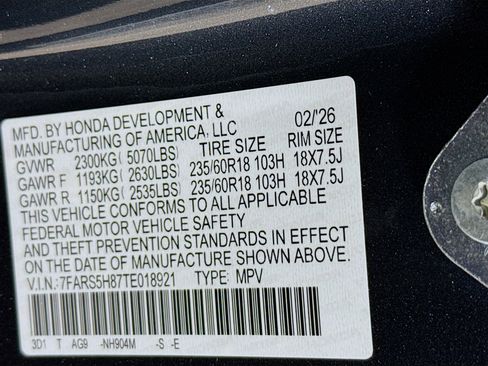 MFD. BY HONDA DEVELOPMENT &
MANUFACTURING OF AMERICA, LLC 02/'26
GVWR 2300KG(5070LBS) TIRE SIZE RIM SIZE
GAWR F 1193KG(2630LBS) 235/60R18 103H 18X7.5J
GAWR R 1150KG(2535LBS) 235/60R18 103H 18X7.5J
THIS VEHICLE CONFORMS TO ALL APPLICABLE
FEDERAL MOTOR VEHICLE SAFETY
AND THEFT PREVENTION STANDARDS IN EFFECT
ON THE DATE OF MANUFACTURE SHOWN ABOVE.
V.I.N.:7FARS5H87TE018921 TYPE: MPV
3D1 T AG9 -NH904M -S -E